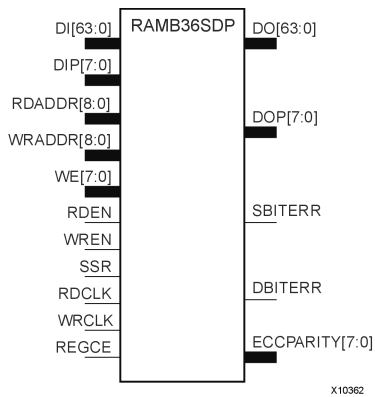 RAMB36SDP
DI[63:0]
DIP[7:0]
RDADDR[8:0]
WRADDR[8:0]
WE[7:0]
RDEN
WREN
SSR
RDCLK
WRCLK
REGCE
DO[63:0]
DOP[7:0]
SBITERR
DBITERR
ECCPARITY[7:0]
X10362